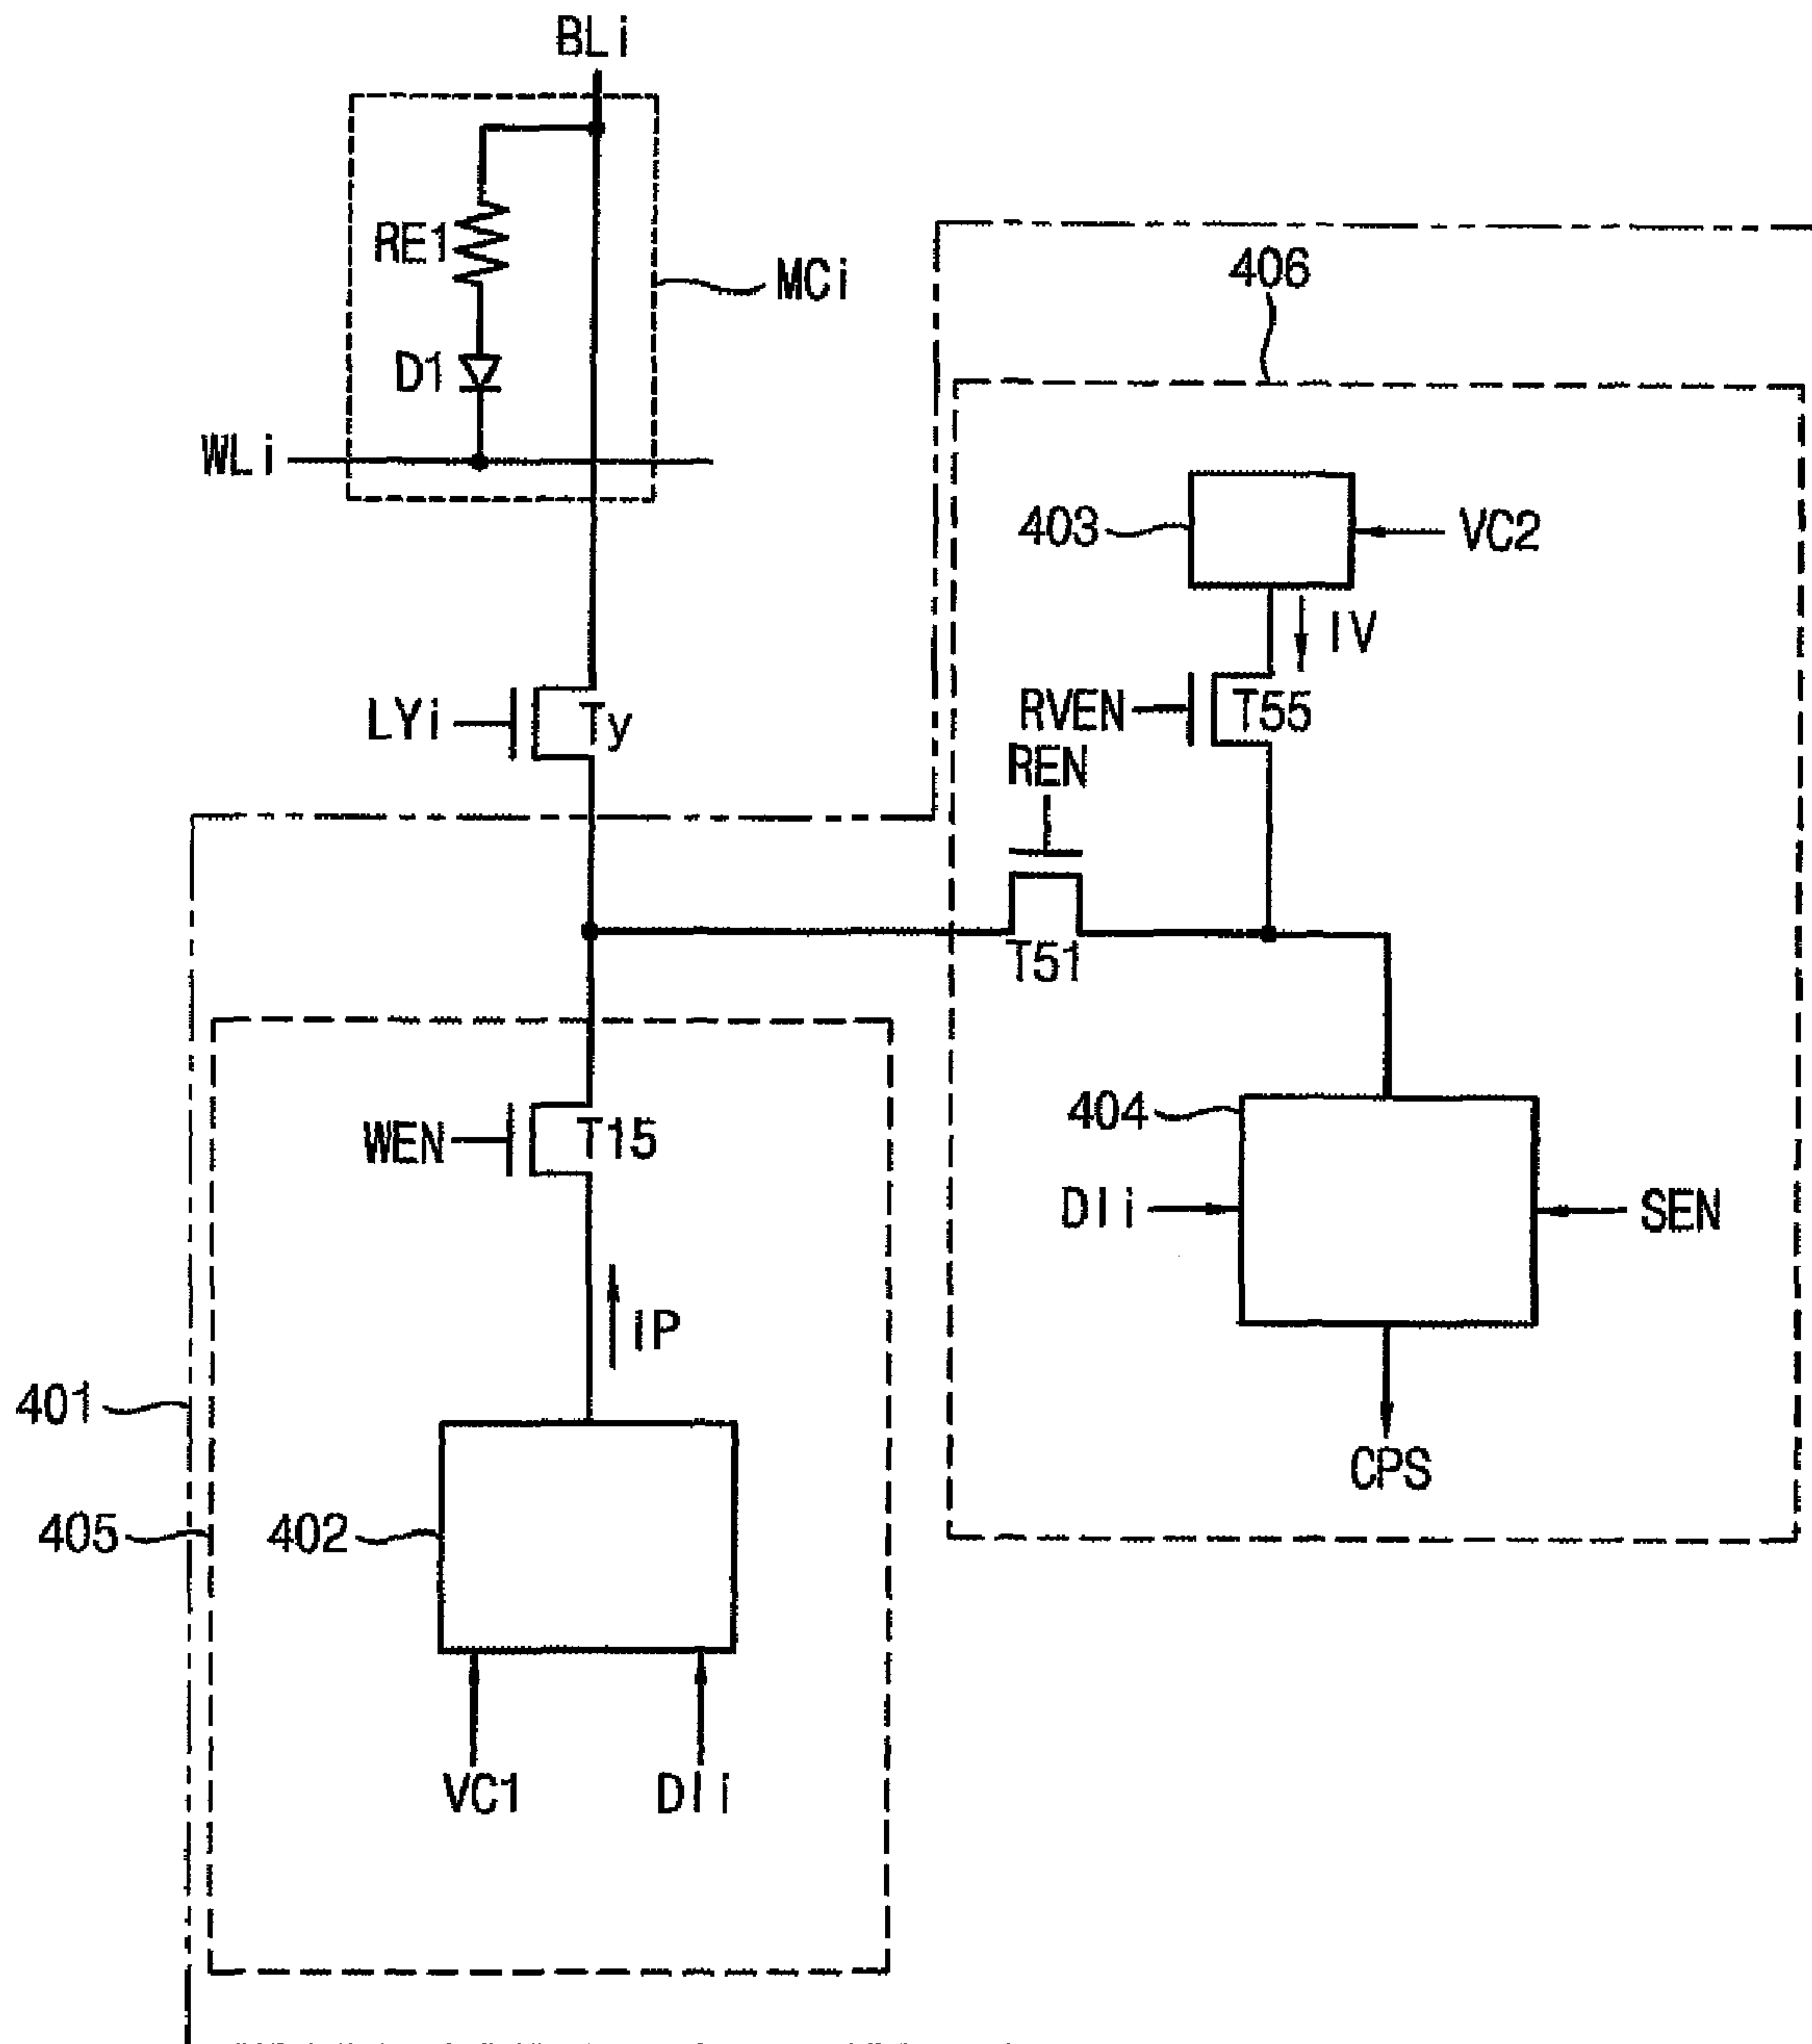 BLi
RE1
MCi
406
D1
WLi
403
VC2
IV
LYi
Ty
RVEN
T55
REN
T51
404
WEN
T15
DIi
SEN
IP
401
CPS
405
402
VC1
DIi